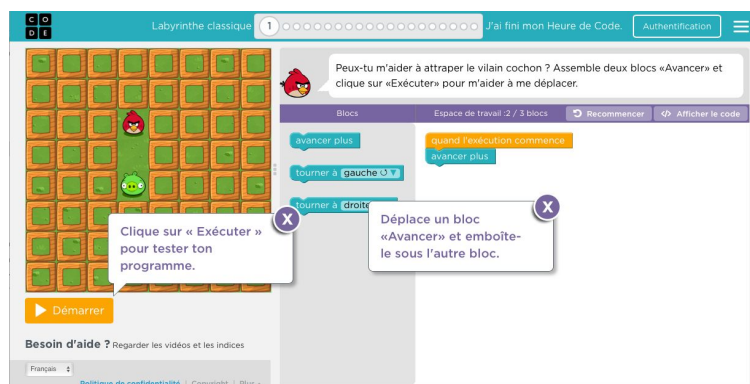 C O
D E
Labyrinthe classique
1
J'ai fini mon Heure de Code.
Authentification
Peux-tu m'aider à attraper le vilain cochon ? Assemble deux blocs «Avancer» et
clique sur «Exécuter» pour m'aider à me déplacer.
Blocs
Espace de travail :2 / 3 blocs
Recommencer
Afficher le code
avancer plus
tourner à gauche
tourner à droite
quand l'exécution commence
avancer plus
X
Clique sur « Exécuter »
pour tester ton
programme.
X
Déplace un bloc
«Avancer» et emboîte-
le sous l'autre bloc.
Démarrer
Besoin d'aide ? Regarder les vidéos et les indices
Français
Politique de confidentialité | Copyright | Plus